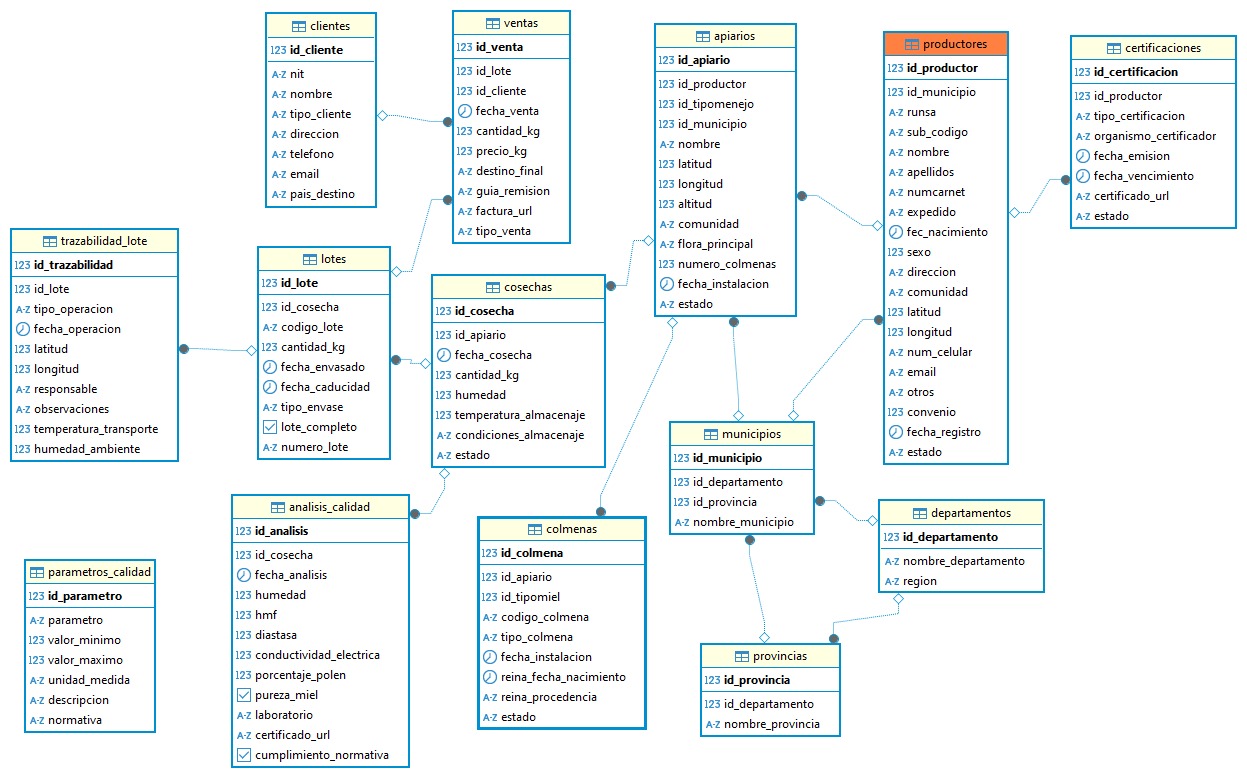 clientes
123 id_cliente
A-Z nit
A-Z nombre
A-Z tipo_cliente
A-Z direccion
A-Z telefono
A-Z email
A-Z pais_destino
ventas
123 id_venta
123 id_lote
123 id_cliente
fecha_venta
123 cantidad_kg
123 precio_kg
A-Z destino_final
A-Z guia_remision
A-Z factura_url
A-Z tipo_venta
apiarios
123 id_apiario
123 id_productor
123 id_tipomenejo
123 id_municipio
A-Z nombre
123 latitud
123 longitud
123 altitud
A-Z comunidad
A-Z flora_principal
123 numero_colmenas
fecha_instalacion
A-Z estado
productores
123 id_productor
123 id_municipio
A-Z runsa
A-Z sub_codigo
A-Z nombre
A-Z apellidos
A-Z numcarnet
A-Z expedido
fec_nacimiento
123 sexo
A-Z direccion
A-Z comunidad
123 latitud
123 longitud
A-Z num_celular
A-Z email
A-Z otros
123 convenio
fecha_registro
A-Z estado
certificaciones
123 id_certificacion
123 id_productor
A-Z tipo_certificacion
A-Z organismo_certificador
fecha_emision
fecha_vencimiento
A-Z certificado_url
A-Z estado
trazabilidad_lote
123 id_trazabilidad
123 id_lote
A-Z tipo_operacion
fecha_operacion
123 latitud
123 longitud
A-Z responsable
A-Z observaciones
123 temperatura_transporte
123 humedad_ambiente
lotes
123 id_lote
123 id_cosecha
A-Z codigo_lote
123 cantidad_kg
fecha_envasado
fecha_caducidad
A-Z tipo_envase
lote_completo
A-Z numero_lote
cosechas
123 id_cosecha
123 id_apiario
fecha_cosecha
123 cantidad_kg
123 humedad
123 temperatura_almacenaje
A-Z condiciones_almacenaje
A-Z estado
municipios
123 id_municipio
123 id_departamento
123 id_provincia
A-Z nombre_municipio
departamentos
123 id_departamento
A-Z nombre_departamento
A-Z region
analisis_calidad
123 id_analisis
123 id_cosecha
fecha_analisis
123 humedad
123 hmf
123 diastasa
123 conductividad_electrica
123 porcentaje_polen
pureza_miel
A-Z laboratorio
A-Z certificado_url
cumplimiento_normativa
colmenas
123 id_colmena
123 id_apiario
123 id_tipomiel
A-Z codigo_colmena
A-Z tipo_colmena
fecha_instalacion
reina_fecha_nacimiento
A-Z reina_procedencia
A-Z estado
parametros_calidad
123 id_parametro
A-Z parametro
123 valor_minimo
123 valor_maximo
A-Z unidad_medida
A-Z descripcion
A-Z normativa
provincias
123 id_provincia
123 id_departamento
A-Z nombre_provincia